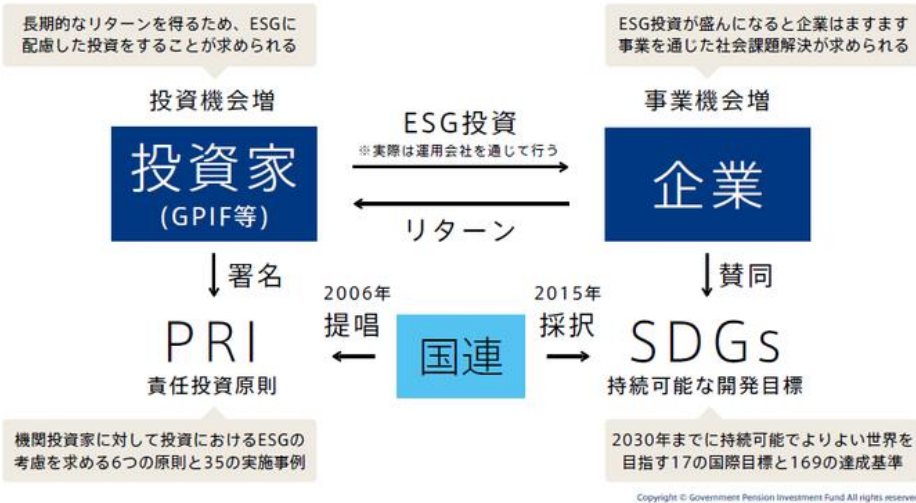 長期的なリターンを得るため、ESGに
配慮した投資をすることが求められる
ESG投資が盛んになると企業はますます
事業を通じた社会課題解決が求められる
投資機会増
事業機会増
投資家
(GPIF等)
ESG投資
※実際は運用会社を通じて行う
リターン
企業
署名
賛同
2006年
提唱
国連
2015年
採択
PRI
責任投資原則
SDGs
持続可能な開発目標
機関投資家に対して投資におけるESGの
考慮を求める6つの原則と35の実施事例
2030年までに持続可能でよりよい世界を
目指す17の国際目標と169の達成基準
Copyright © Government Pension Investment Fund All rights reserved